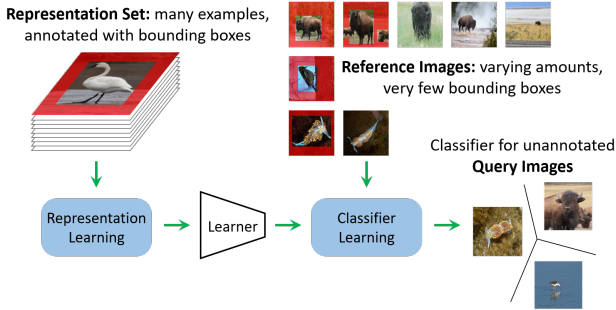 Representation Set: many examples,
annotated with bounding boxes
Reference Images: varying amounts,
very few bounding boxes
Classifier for unannotated
Query Images
Representation
Learning
Learner
Classifier
Learning